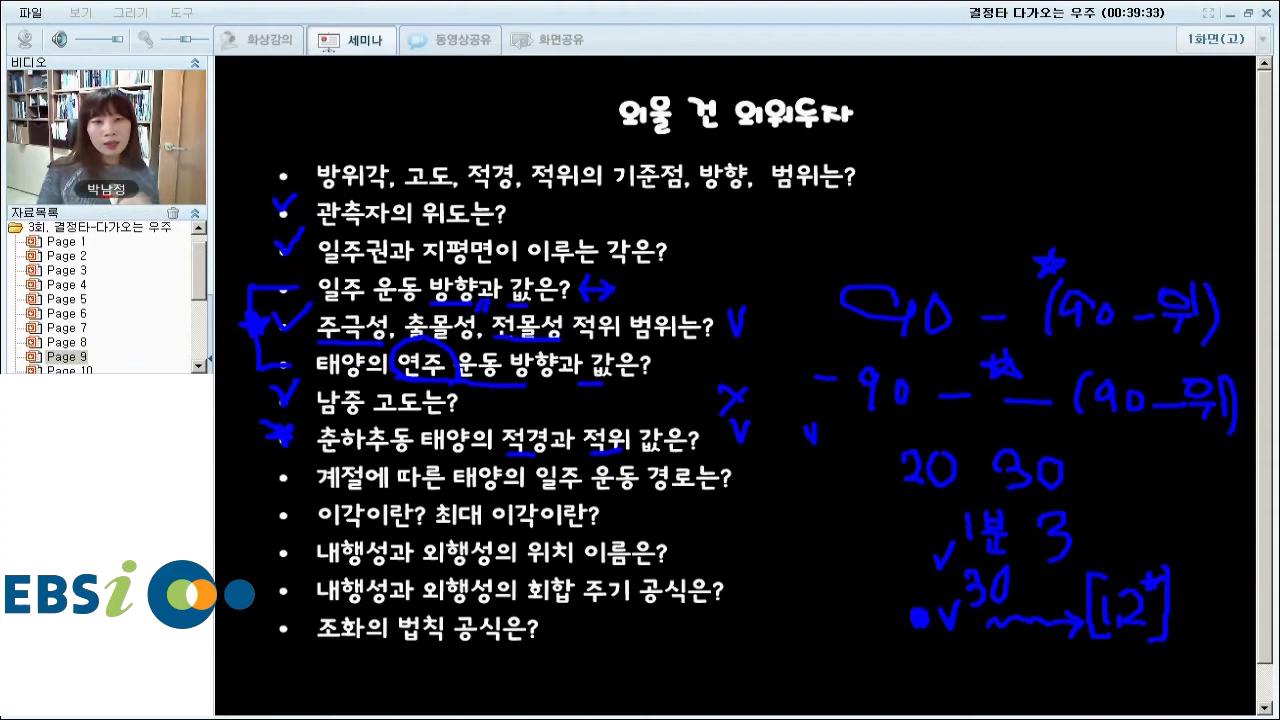 파일 보기 그리기 도구 결정타 다가오는 우주 (00:39:33)
화상강의 세미나 동영상공유 화면공유 1화면(고)
비디오
박남정
자료목록
3회. 결정타-다가오는 우주
Page 1
Page 2
Page 3
Page 4
Page 5
Page 6
Page 7
Page 8
Page 9
Page 10
외울 건 외워두자
• 방위각, 고도, 적경, 적위의 기준점, 방향, 범위는?
• 관측자의 위도는?
• 일주권과 지평면이 이루는 각은?
• 일주 운동 방향과 값은?
• 주극성, 출몰성, 전몰성 적위 범위는?
• 태양의 연주 운동 방향과 값은?
• 남중 고도는?
• 춘하추동 태양의 적경과 적위 값은?
• 계절에 따른 태양의 일주 운동 경로는?
• 이각이란? 최대 이각이란?
• 내행성과 외행성의 위치 이름은?
• 내행성과 외행성의 회합 주기 공식은?
• 조화의 법칙 공식은?
90 - (90-위)
-90 - - (90-위)
20 30
1분 3
30
EBSi